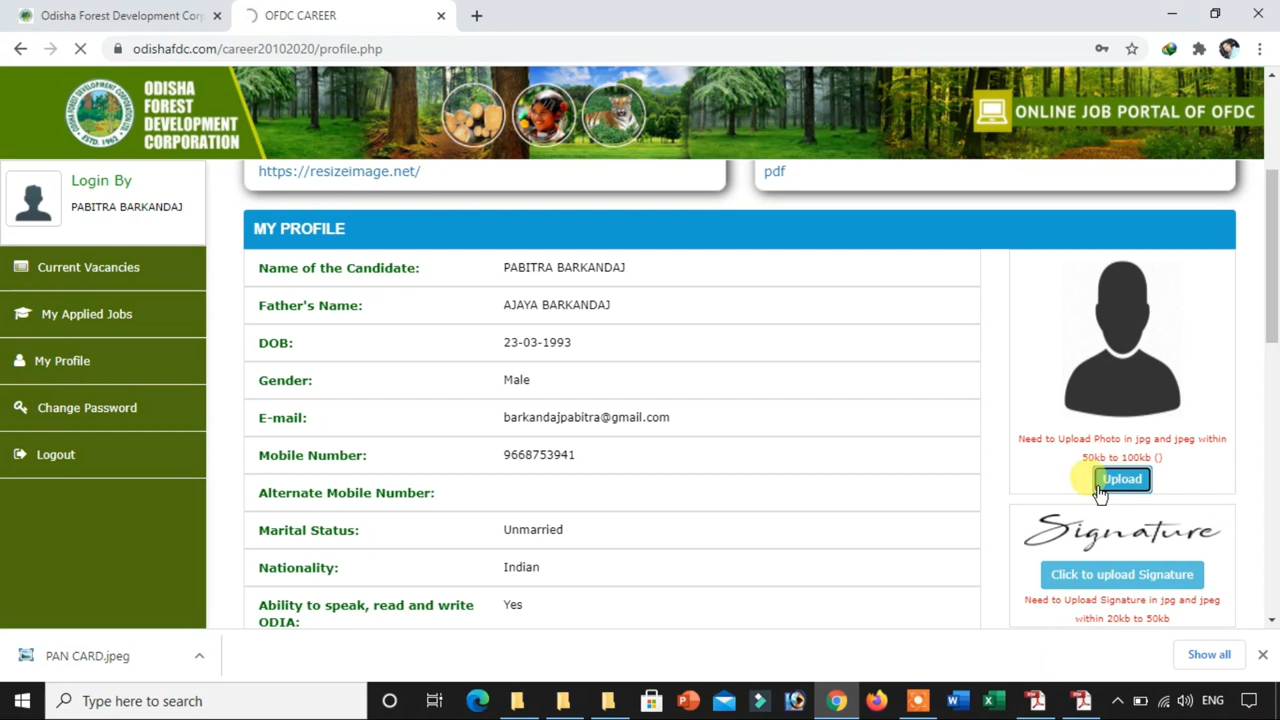 Odisha Forest Development Corp
OFDC CAREER
odishafdc.com/career20102020/profile.php
ODISHA
FOREST
DEVELOPMENT
CORPORATION
ONLINE JOB PORTAL OF OFDC
Login By
PABITRA BARKANDAJ
Current Vacancies
My Applied Jobs
My Profile
Change Password
Logout
https://resizeimage.net/
pdf
MY PROFILE
Name of the Candidate: PABITRA BARKANDAJ
Father's Name: AJAYA BARKANDAJ
DOB: 23-03-1993
Gender: Male
E-mail: barkandajpabitra@gmail.com
Mobile Number: 9668753941
Alternate Mobile Number:
Marital Status: Unmarried
Nationality: Indian
Ability to speak, read and write Yes
ODIA:
Need to Upload Photo in jpg and jpeg within
50kb to 100kb ()
Upload
Signature
Click to upload Signature
Need to Upload Signature in jpg and jpeg
within 20kb to 50kb
PAN CARD.jpeg
Show all
Type here to search
ENG